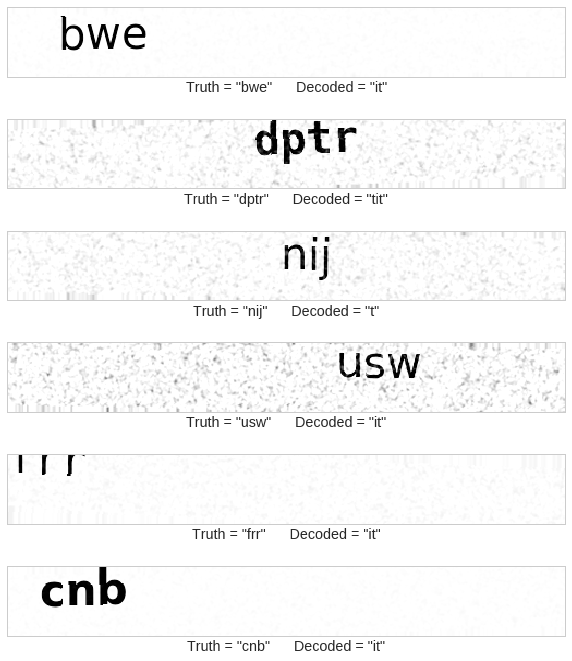 bwe
Truth = "bwe" Decoded = "it"
dptr
Truth = "dptr" Decoded = "tit"
nij
Truth = "nij" Decoded = "t"
usw
Truth = "usw" Decoded = "it"
frr
Truth = "frr" Decoded = "it"
cnb
Truth = "cnb" Decoded = "it"